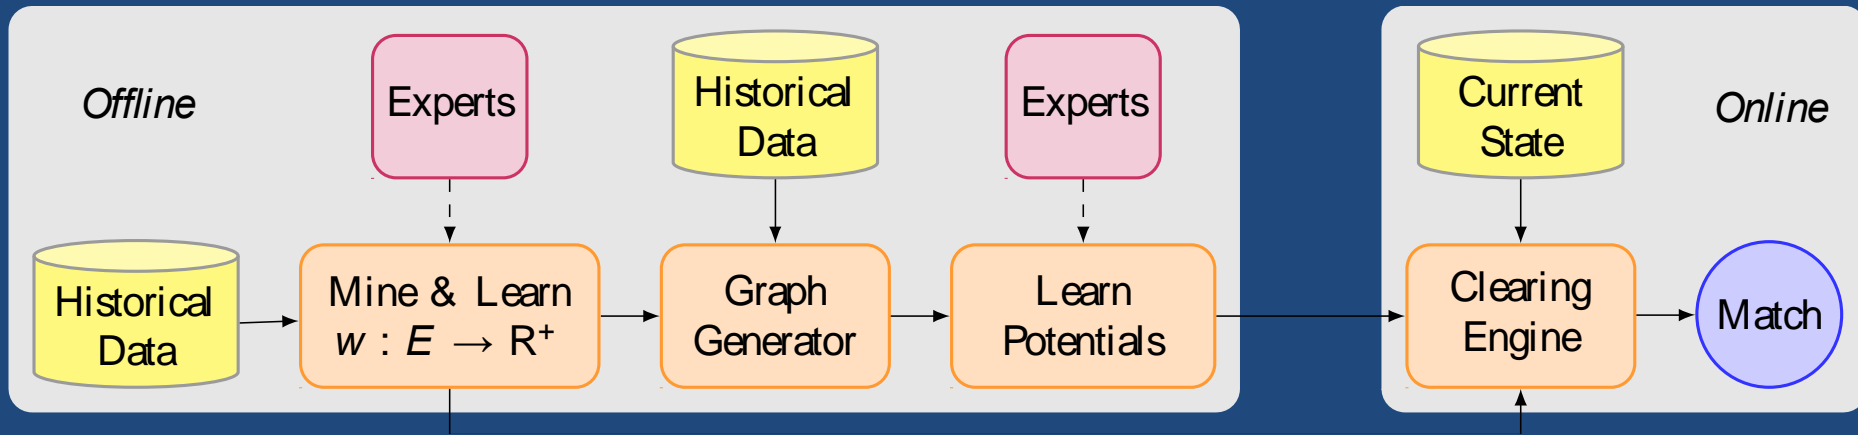 Offline
Experts
Historical
Data
Experts
Current
State
Online
Historical
Data
Mine & Learn
w : E → R⁺
Graph
Generator
Learn
Potentials
Clearing
Engine
Match